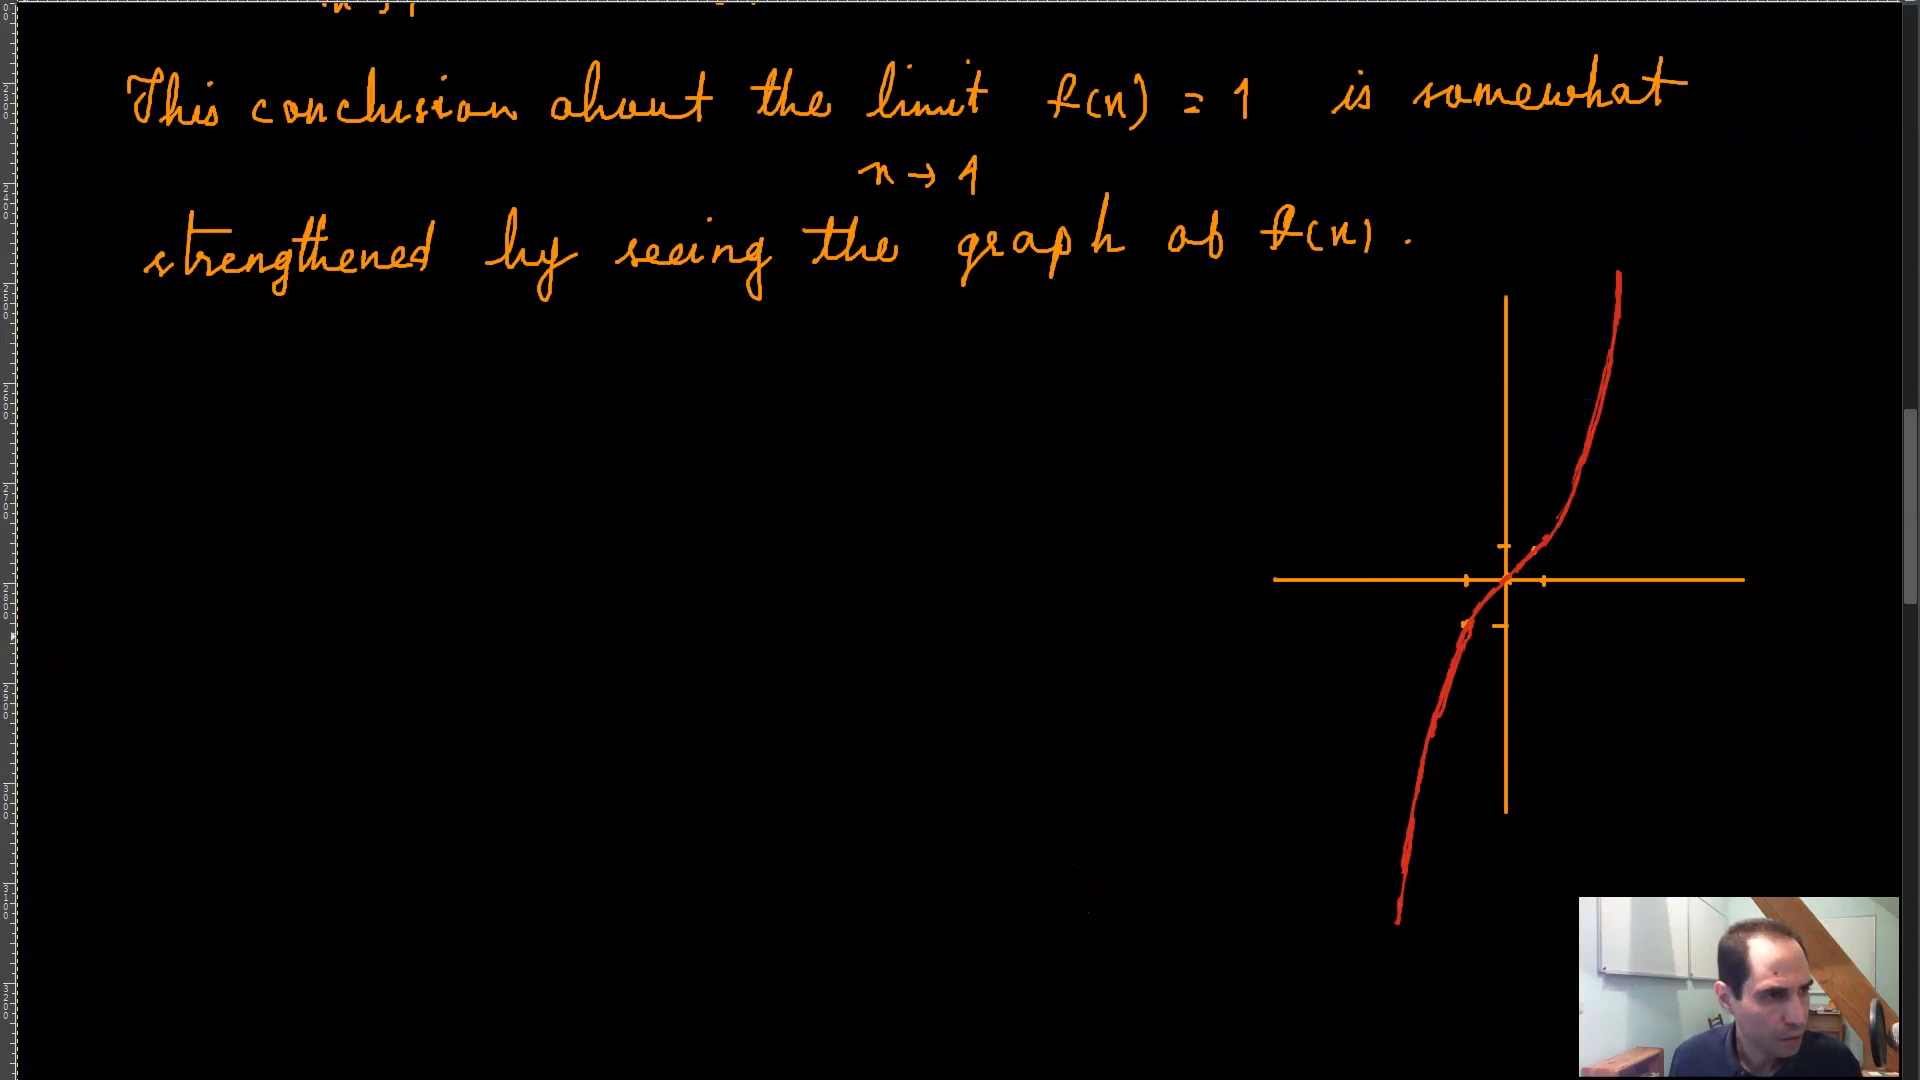 This conclusion about the limit f(x) = 1 is somewhat
x → 1
strengthened by seeing the graph of f(x).